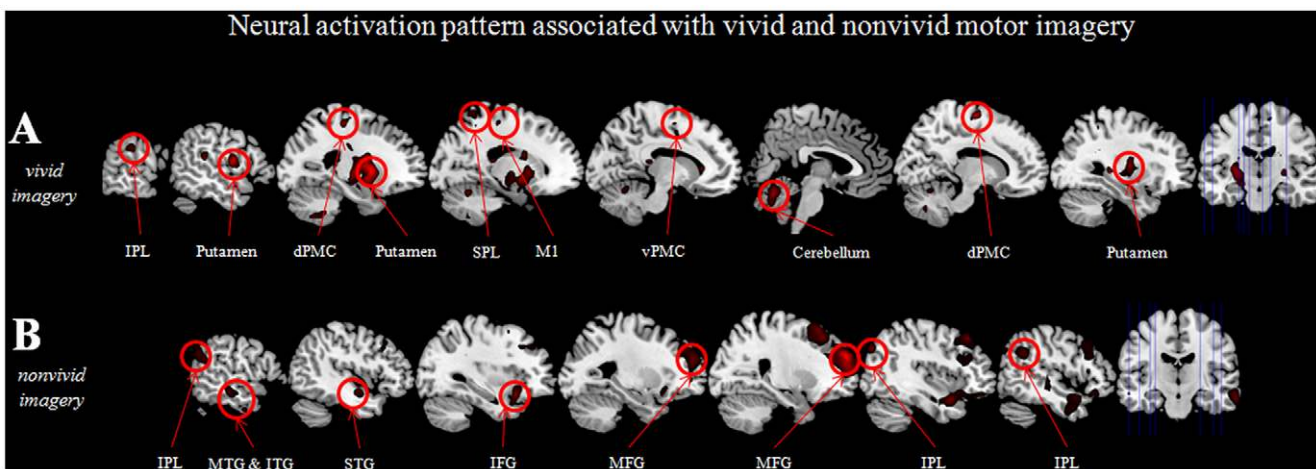 Neural activation pattern associated with vivid and nonvivid motor imagery
A
vivid
imagery
IPL Putamen dPMC Putamen SPL M1 vPMC Cerebellum dPMC Putamen
B
nonvivid
imagery
IPL MTG & ITG STG IFG MFG MFG IPL IPL